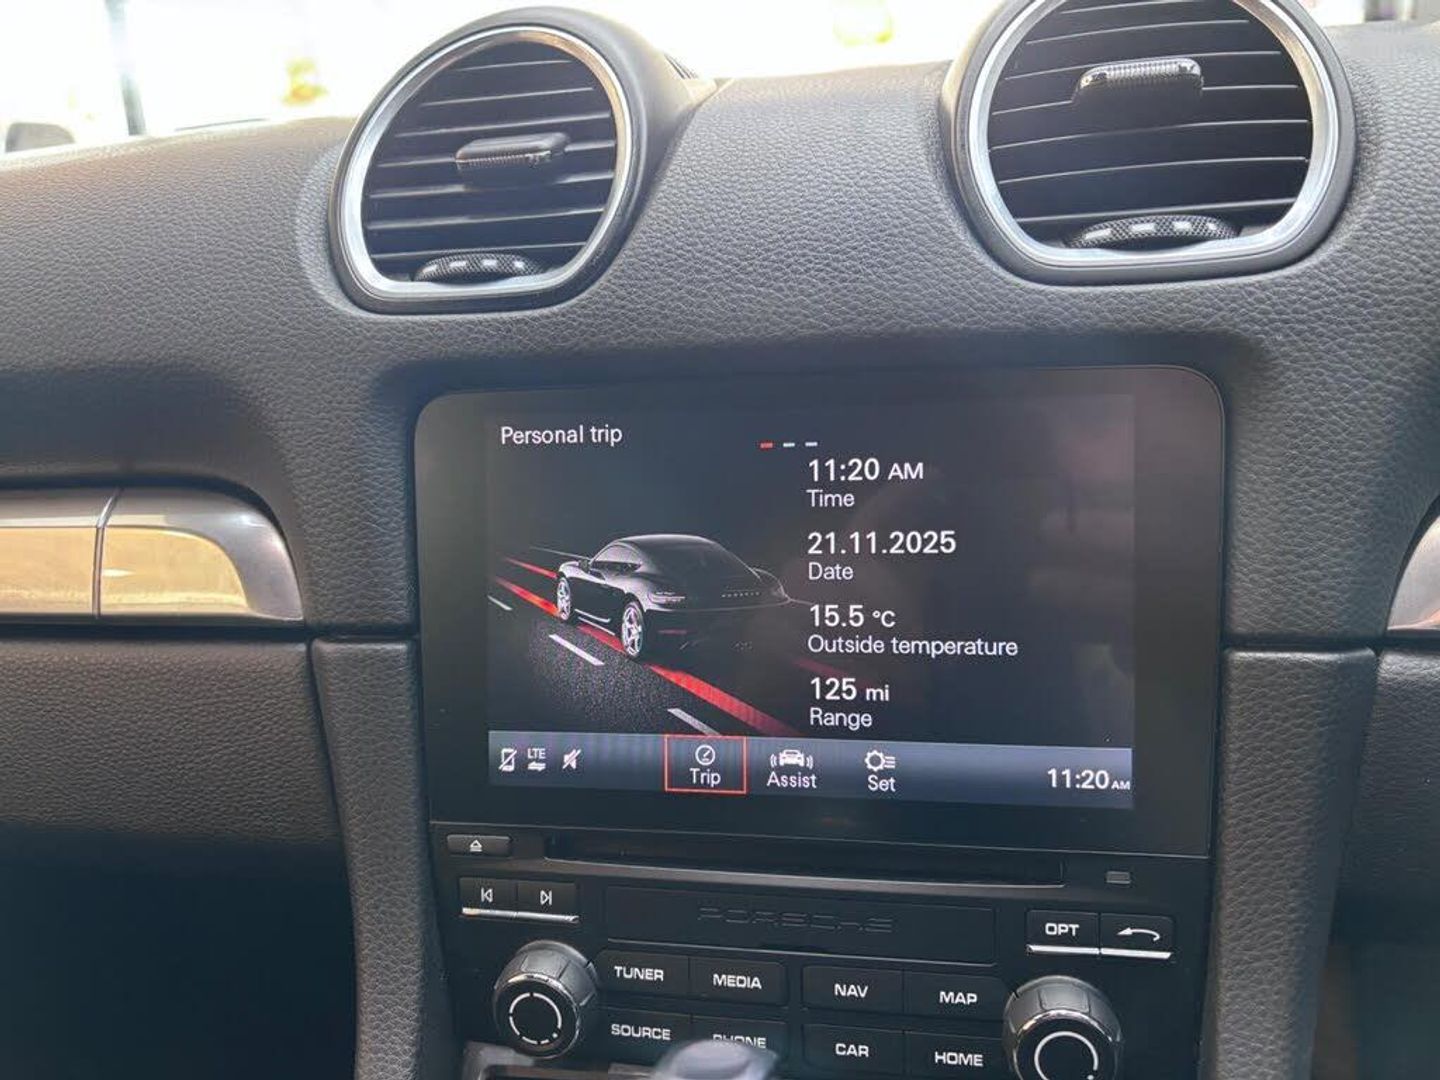 Personal trip
11:20 AM
Time
21.11.2025
Date
15.5 °C
Outside temperature
125 mi
Range
LTE
Trip
Assist
Set
11:20 AM
PORSCHE
OPT
TUNER
MEDIA
NAV
MAP
SOURCE
PHONE
CAR
HOME